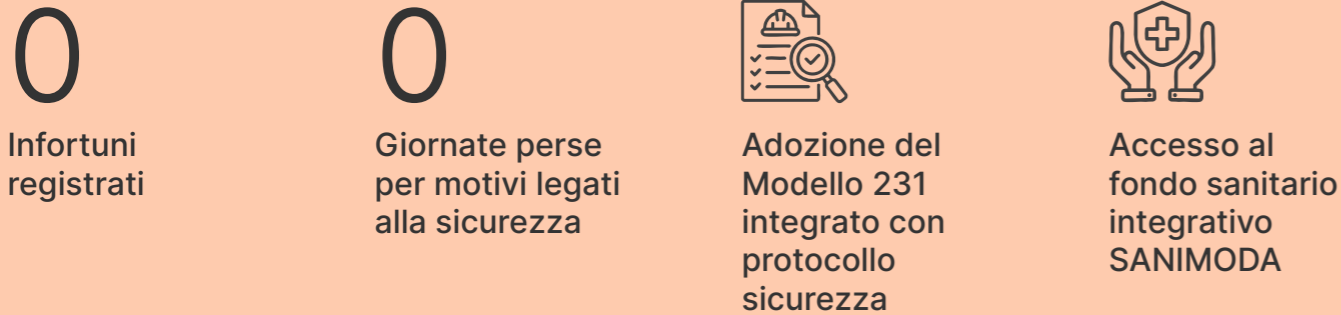 0
Infortuni
registrati
0
Giornate perse
per motivi legati
alla sicurezza
Adozione del
Modello 231
integrato con
protocollo
sicurezza
Accesso al
fondo sanitario
integrativo
SANIMODA